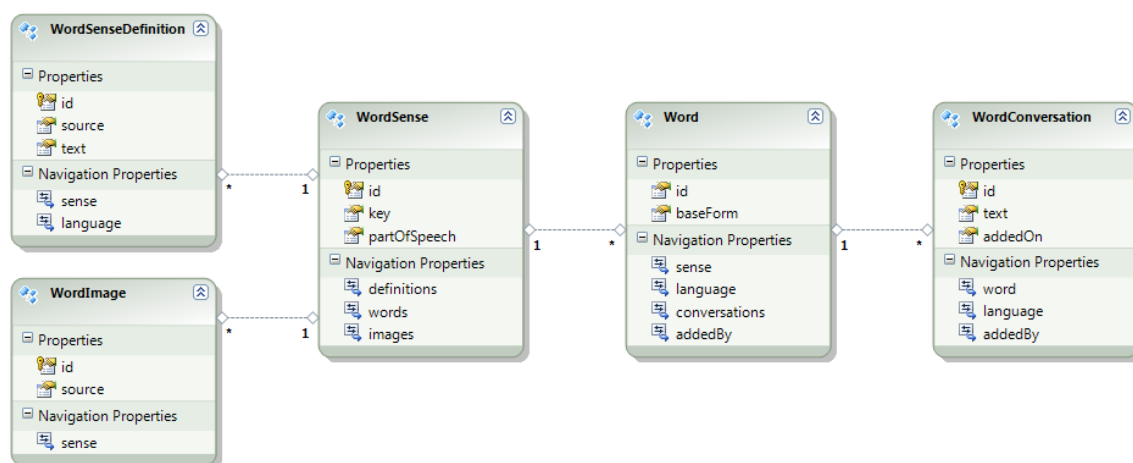 WordSenseDefinition
Properties
id
source
text
Navigation Properties
sense
language
* 1
WordImage
Properties
id
source
Navigation Properties
sense
* 1
WordSense
Properties
id
key
partOfSpeech
Navigation Properties
definitions
words
images
1 *
Word
Properties
id
baseForm
Navigation Properties
sense
language
conversations
addedBy
1 *
WordConversation
Properties
id
text
addedOn
Navigation Properties
word
language
addedBy